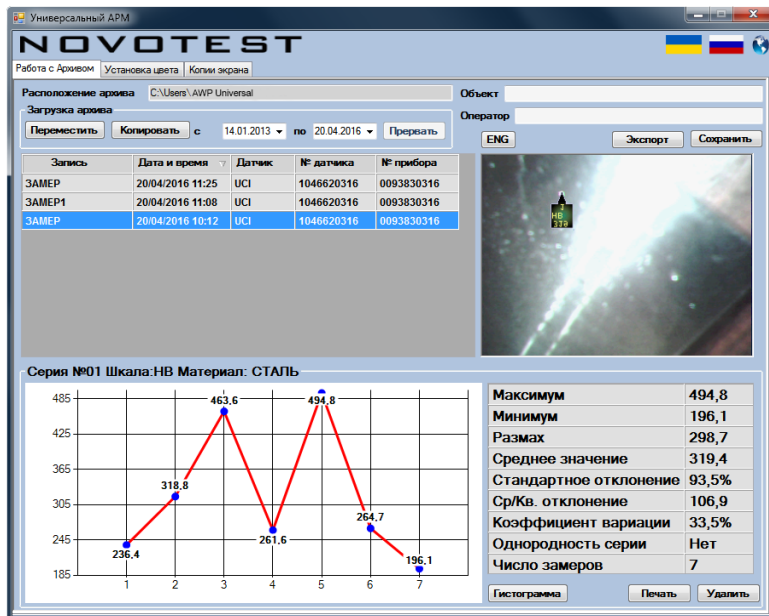 Универсальный АРМ
NOVOTEST
Работа с Архивом Установка цвета Копии экрана
Расположение архива C:\Users\ AWP Universal
Объект
Загрузка архива
Оператор
Переместить Копировать с 14.01.2013 по 20.04.2016 Прервать
ENG Экспорт Сохранить
Запись Дата и время Датчик № датчика № прибора
ЗАМЕР 20/04/2016 11:25 UCI 1046620316 0093830316
ЗАМЕР1 20/04/2016 11:08 UCI 1046620316 0093830316
ЗАМЕР 20/04/2016 10:12 UCI 1046620316 0093830316
1
HB
330
Серия №01 Шкала:HB Материал: СТАЛЬ
485
425
365
305
245
185
236,4
318,8
463,6
261,6
494,8
264,7
196,1
1 2 3 4 5 6 7
Максимум 494,8
Минимум 196,1
Размах 298,7
Среднее значение 319,4
Стандартное отклонение 93,5%
Ср/Кв. отклонение 106,9
Коэффициент вариации 33,5%
Однородность серии Нет
Число замеров 7
Гистограмма Печать Удалить